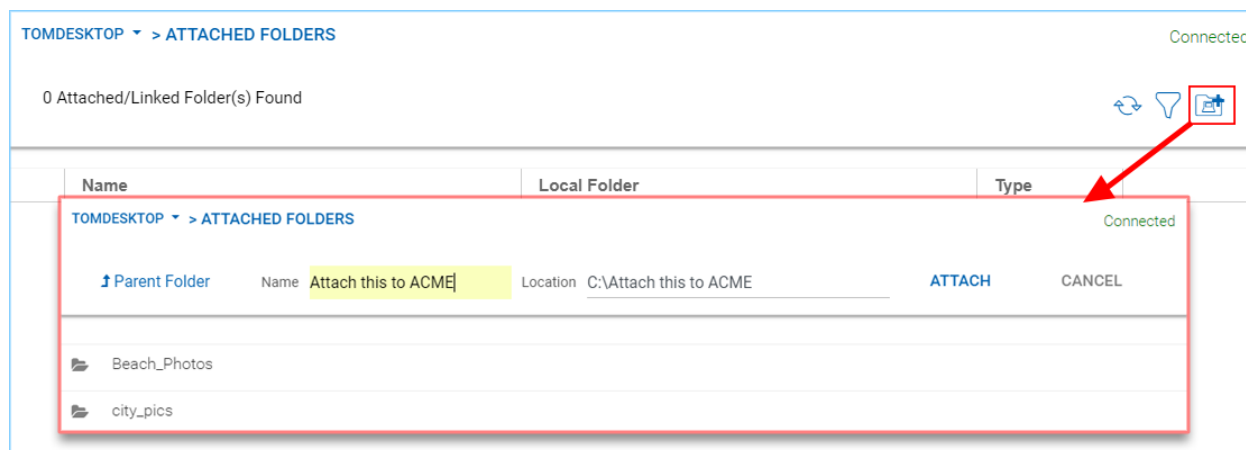 TOMDESKTOP > ATTACHED FOLDERS Connected
0 Attached/Linked Folder(s) Found
Name Local Folder Type
TOMDESKTOP > ATTACHED FOLDERS Connected
Parent Folder Name Attach this to ACME Location C:\Attach this to ACME ATTACH CANCEL
Beach_Photos
city_pics